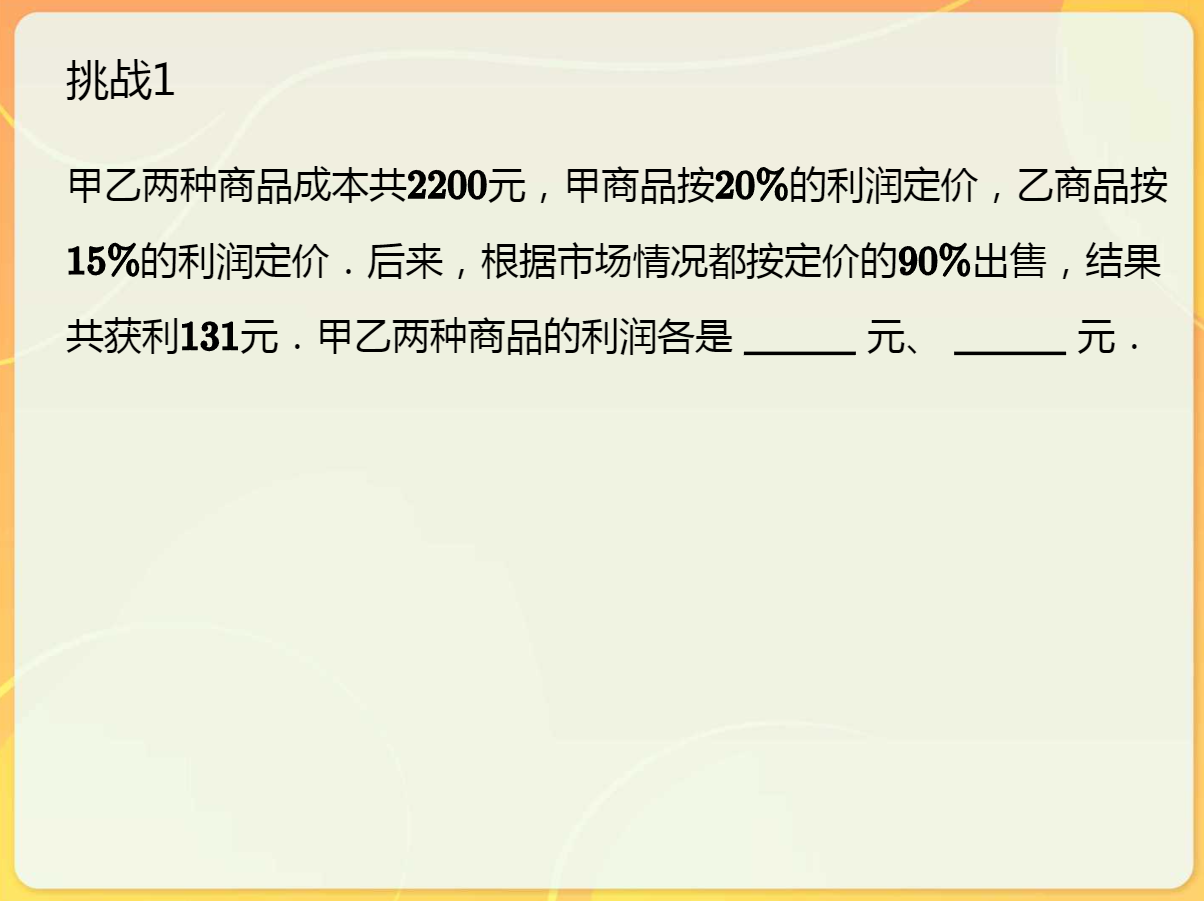 挑战1
甲乙两种商品成本共2200元，甲商品按20%的利润定价，乙商品按
15%的利润定价．后来，根据市场情况都按定价的90%出售，结果
共获利131元．甲乙两种商品的利润各是 ______ 元、 ______ 元．